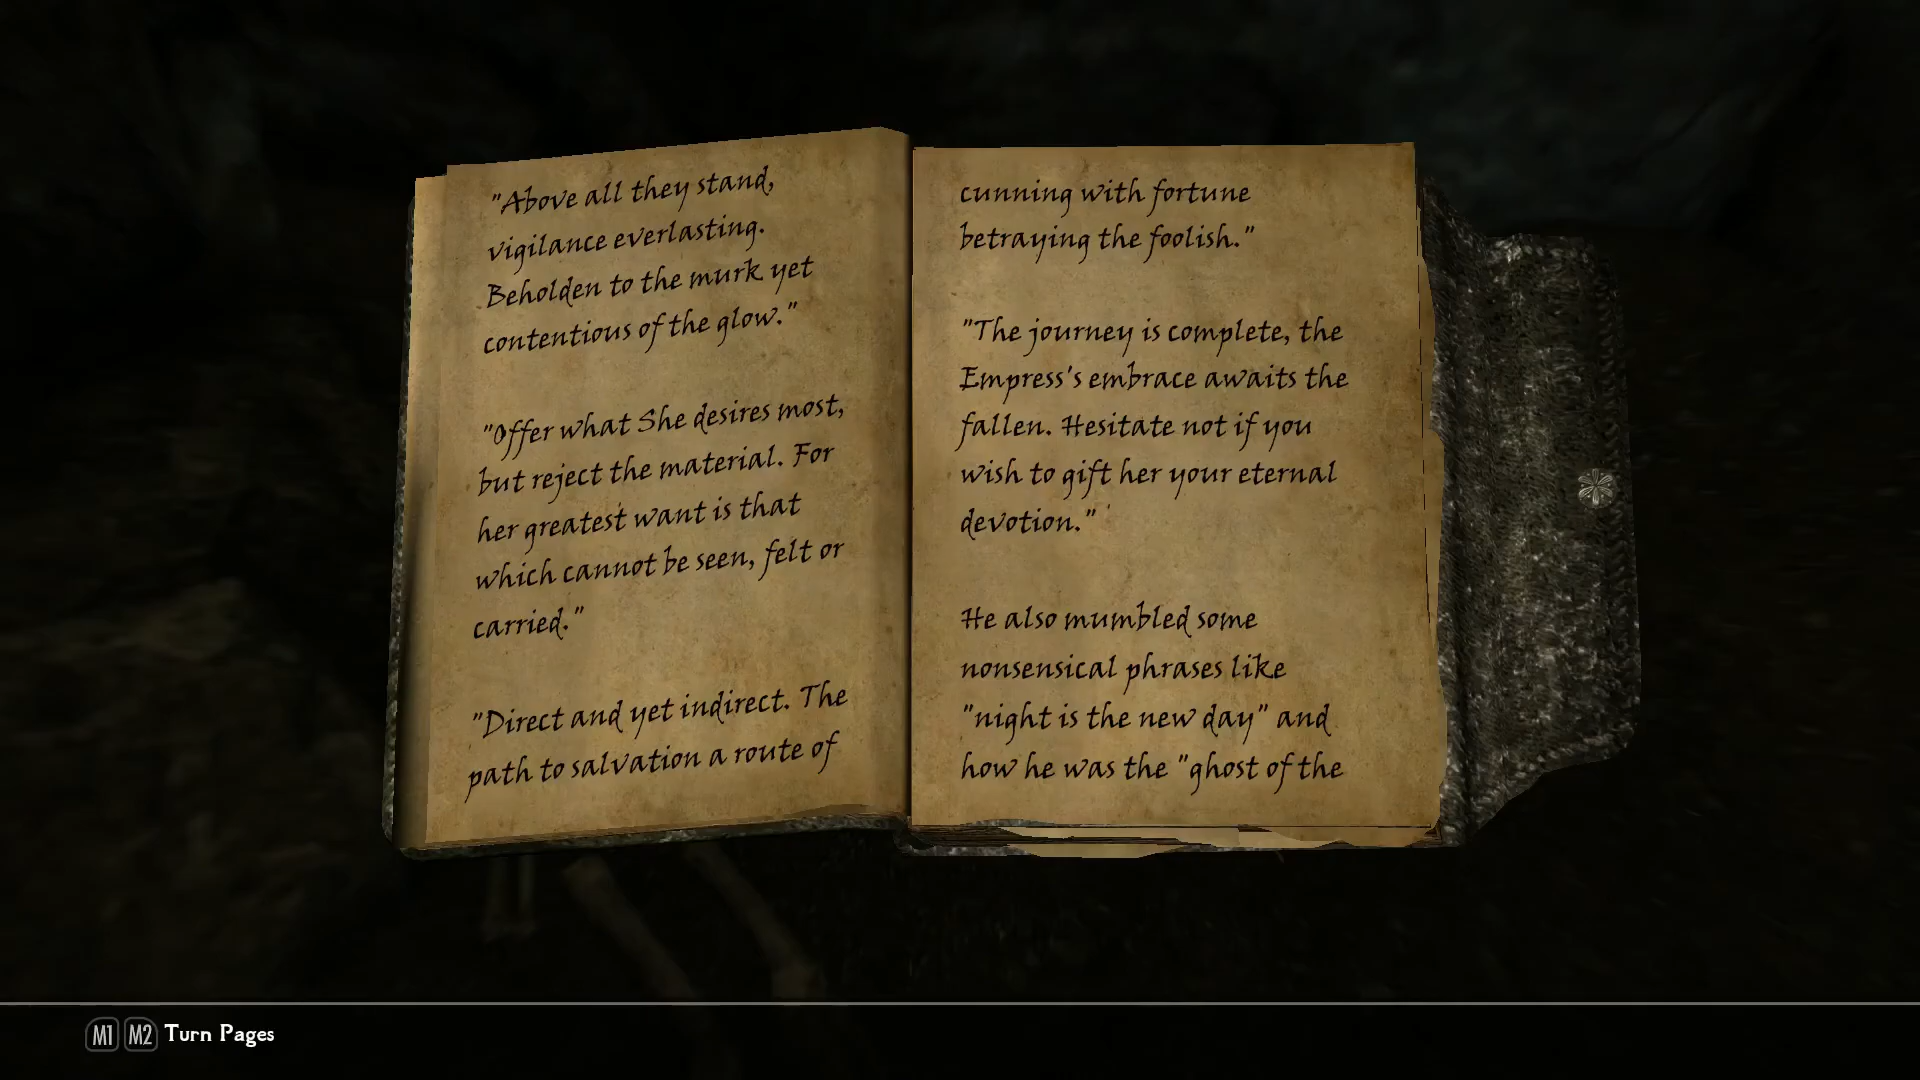 "Above all they stand,
vigilance everlasting.
Beholden to the murk yet
contentious of the glow."
"Offer what She desires most,
but reject the material. For
her greatest want is that
which cannot be seen, felt or
carried."
"Direct and yet indirect. The
path to salvation a route of
cunning with fortune
betraying the foolish."
"The journey is complete, the
Empress's embrace awaits the
fallen. Hesitate not if you
wish to gift her your eternal
devotion."
He also mumbled some
nonsensical phrases like
"night is the new day" and
how he was the "ghost of the
M1 M2 Turn Pages